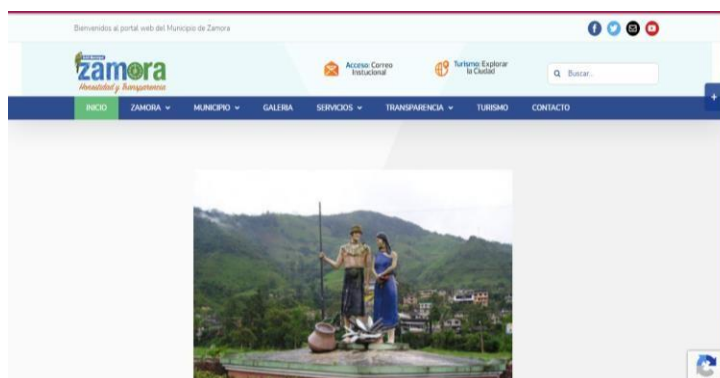 Bienvenidos al portal web del Municipio de Zamora
zamora
Honestidad y Transparencia
Acceso: Correo
Instucional
Turismo: Explorar
la Ciudad
Buscar..
+
INICIO ZAMORA MUNICIPIO GALERIA SERVICIOS TRANSPARENCIA TURISMO CONTACTO